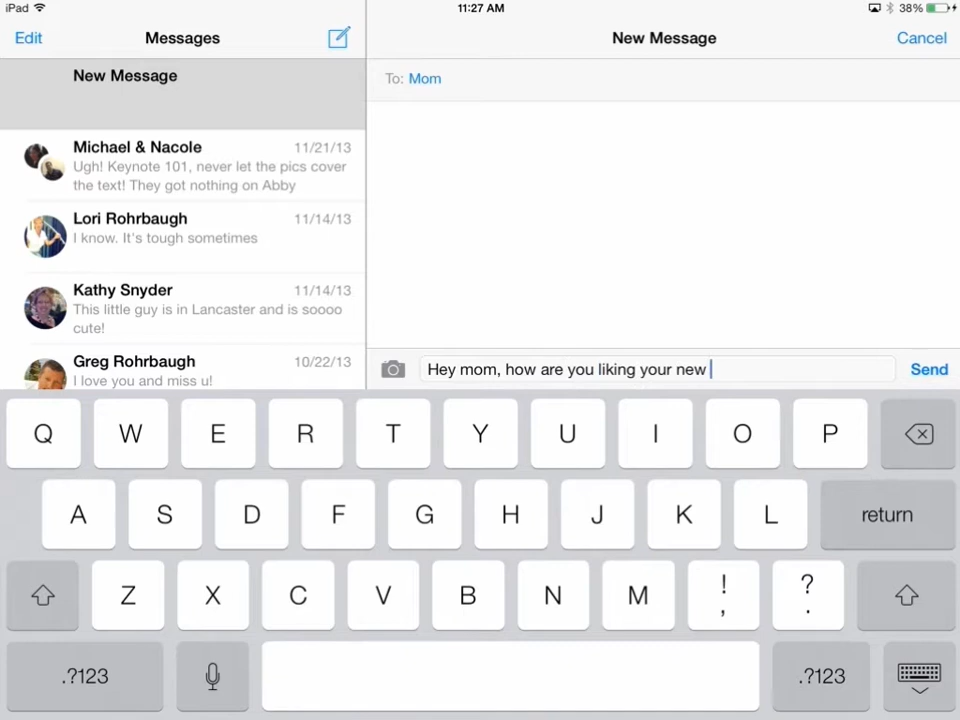 iPad 11:27 AM 38%
Edit Messages
New Message Cancel
New Message
To: Mom
Michael & Nacole 11/21/13
Ugh! Keynote 101, never let the pics cover
the text! They got nothing on Abby
Lori Rohrbaugh 11/14/13
I know. It's tough sometimes
Kathy Snyder 11/14/13
This little guy is in Lancaster and is soooo
cute!
Greg Rohrbaugh 10/22/13
I love you and miss u!
Hey mom, how are you liking your new
Send
Q W E R T Y U I O P
A S D F G H J K L return
Z X C V B N M ! , ? .
.?123 .?123